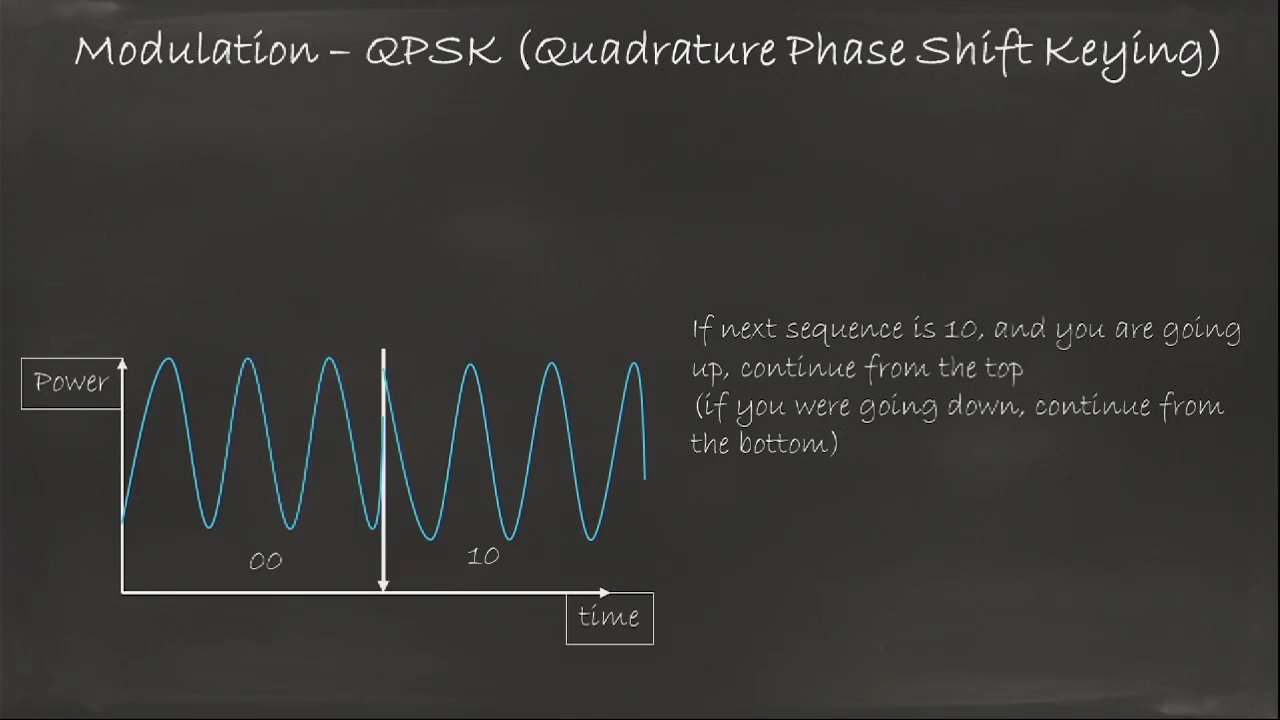 Modulation – QPSK (Quadrature Phase Shift Keying)
If next sequence is 10, and you are going
up, continue from the top
(if you were going down, continue from
the bottom)
Power
00
10
time